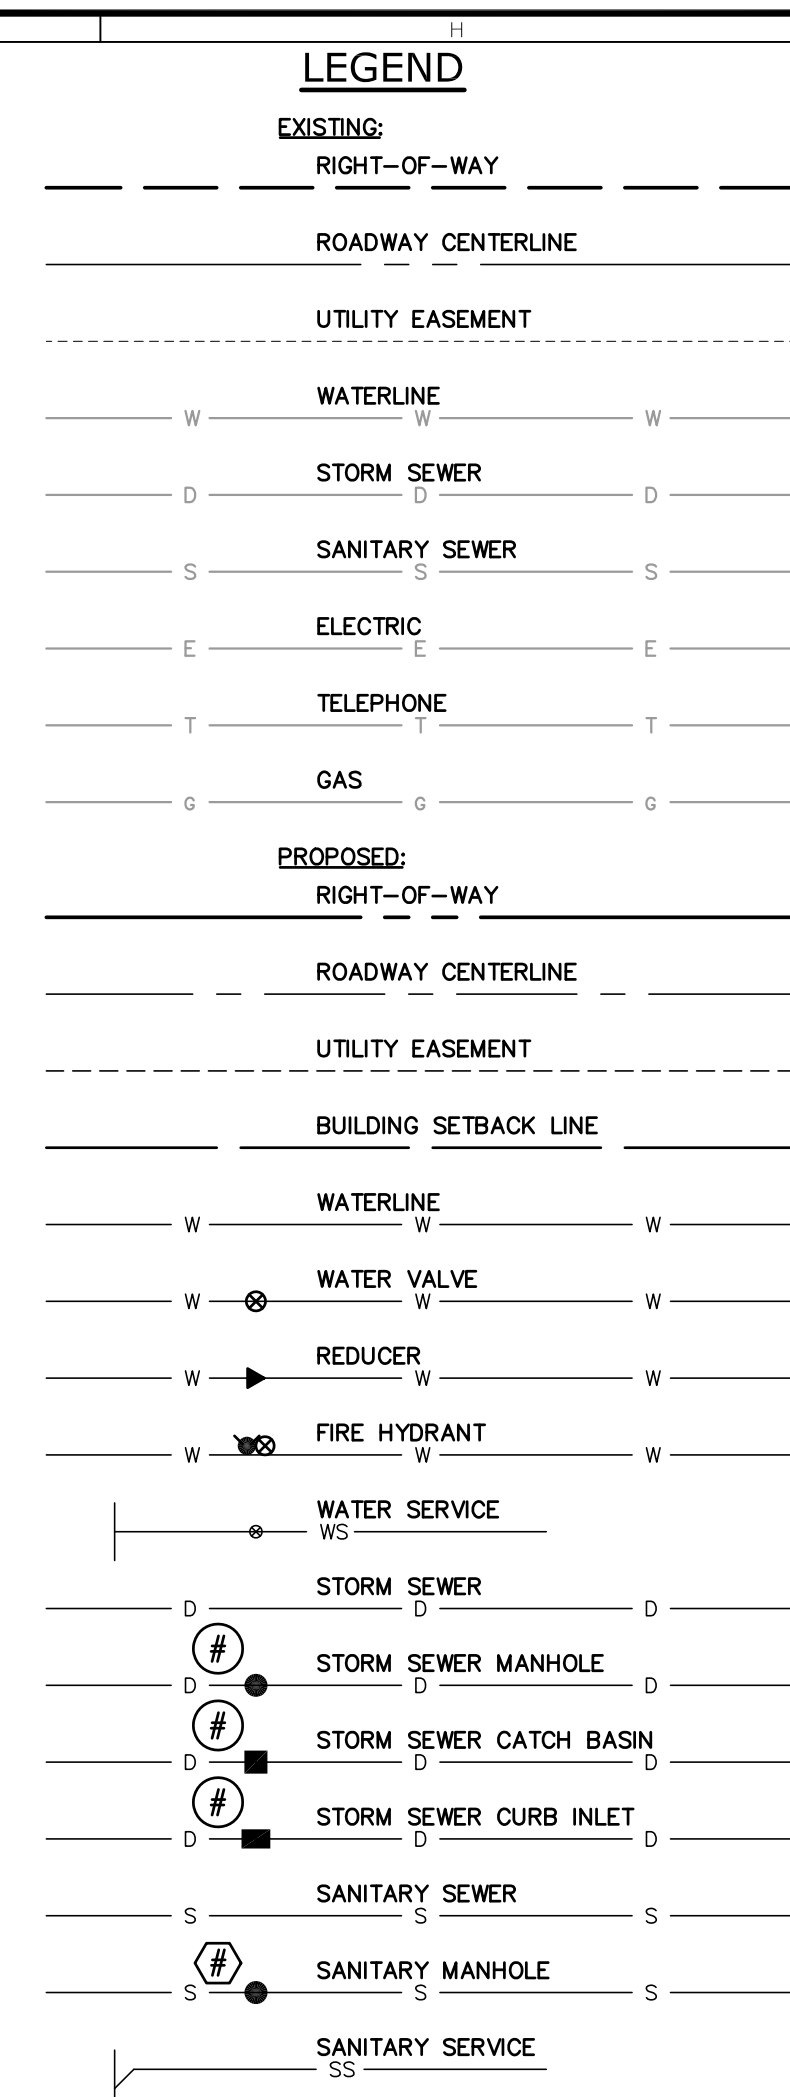 H
LEGEND
EXISTING:
RIGHT-OF-WAY
ROADWAY CENTERLINE
UTILITY EASEMENT
WATERLINE
W W W
STORM SEWER
D D D
SANITARY SEWER
S S S
ELECTRIC
E E E
TELEPHONE
T T T
GAS
G G G
PROPOSED:
RIGHT-OF-WAY
ROADWAY CENTERLINE
UTILITY EASEMENT
BUILDING SETBACK LINE
WATERLINE
W W W
WATER VALVE
W W W
REDUCER
W W W
FIRE HYDRANT
W W W
WATER SERVICE
WS
STORM SEWER
D D D
#
STORM SEWER MANHOLE
D D D
#
STORM SEWER CATCH BASIN
D D D
#
STORM SEWER CURB INLET
D D D
SANITARY SEWER
S S S
#
SANITARY MANHOLE
S S S
SANITARY SERVICE
SS